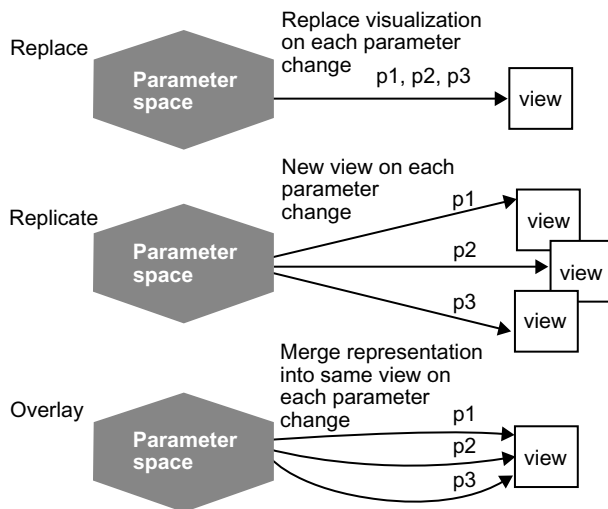 Replace
Parameter
space
Replace visualization
on each parameter
change
p1, p2, p3
view
Replicate
Parameter
space
New view on each
parameter
change
p1
p2
p3
view
view
view
Overlay
Parameter
space
Merge representation
into same view on
each parameter
change
p1
p2
p3
view